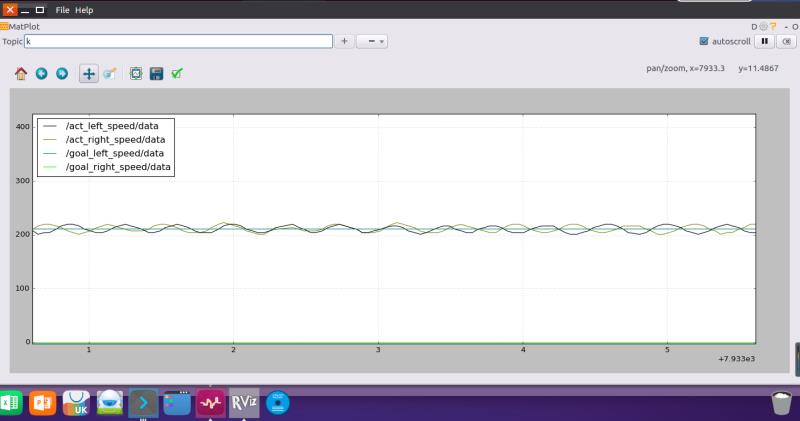 File Help
MatPlot
D ? - O
Topic k
+
autoscroll
pan/zoom, x=7933.3 y=11.4867
/act_left_speed/data
/act_right_speed/data
/goal_left_speed/data
/goal_right_speed/data
400
300
200
100
0
1 2 3 4 5
+7.933e3
X P UK RViz